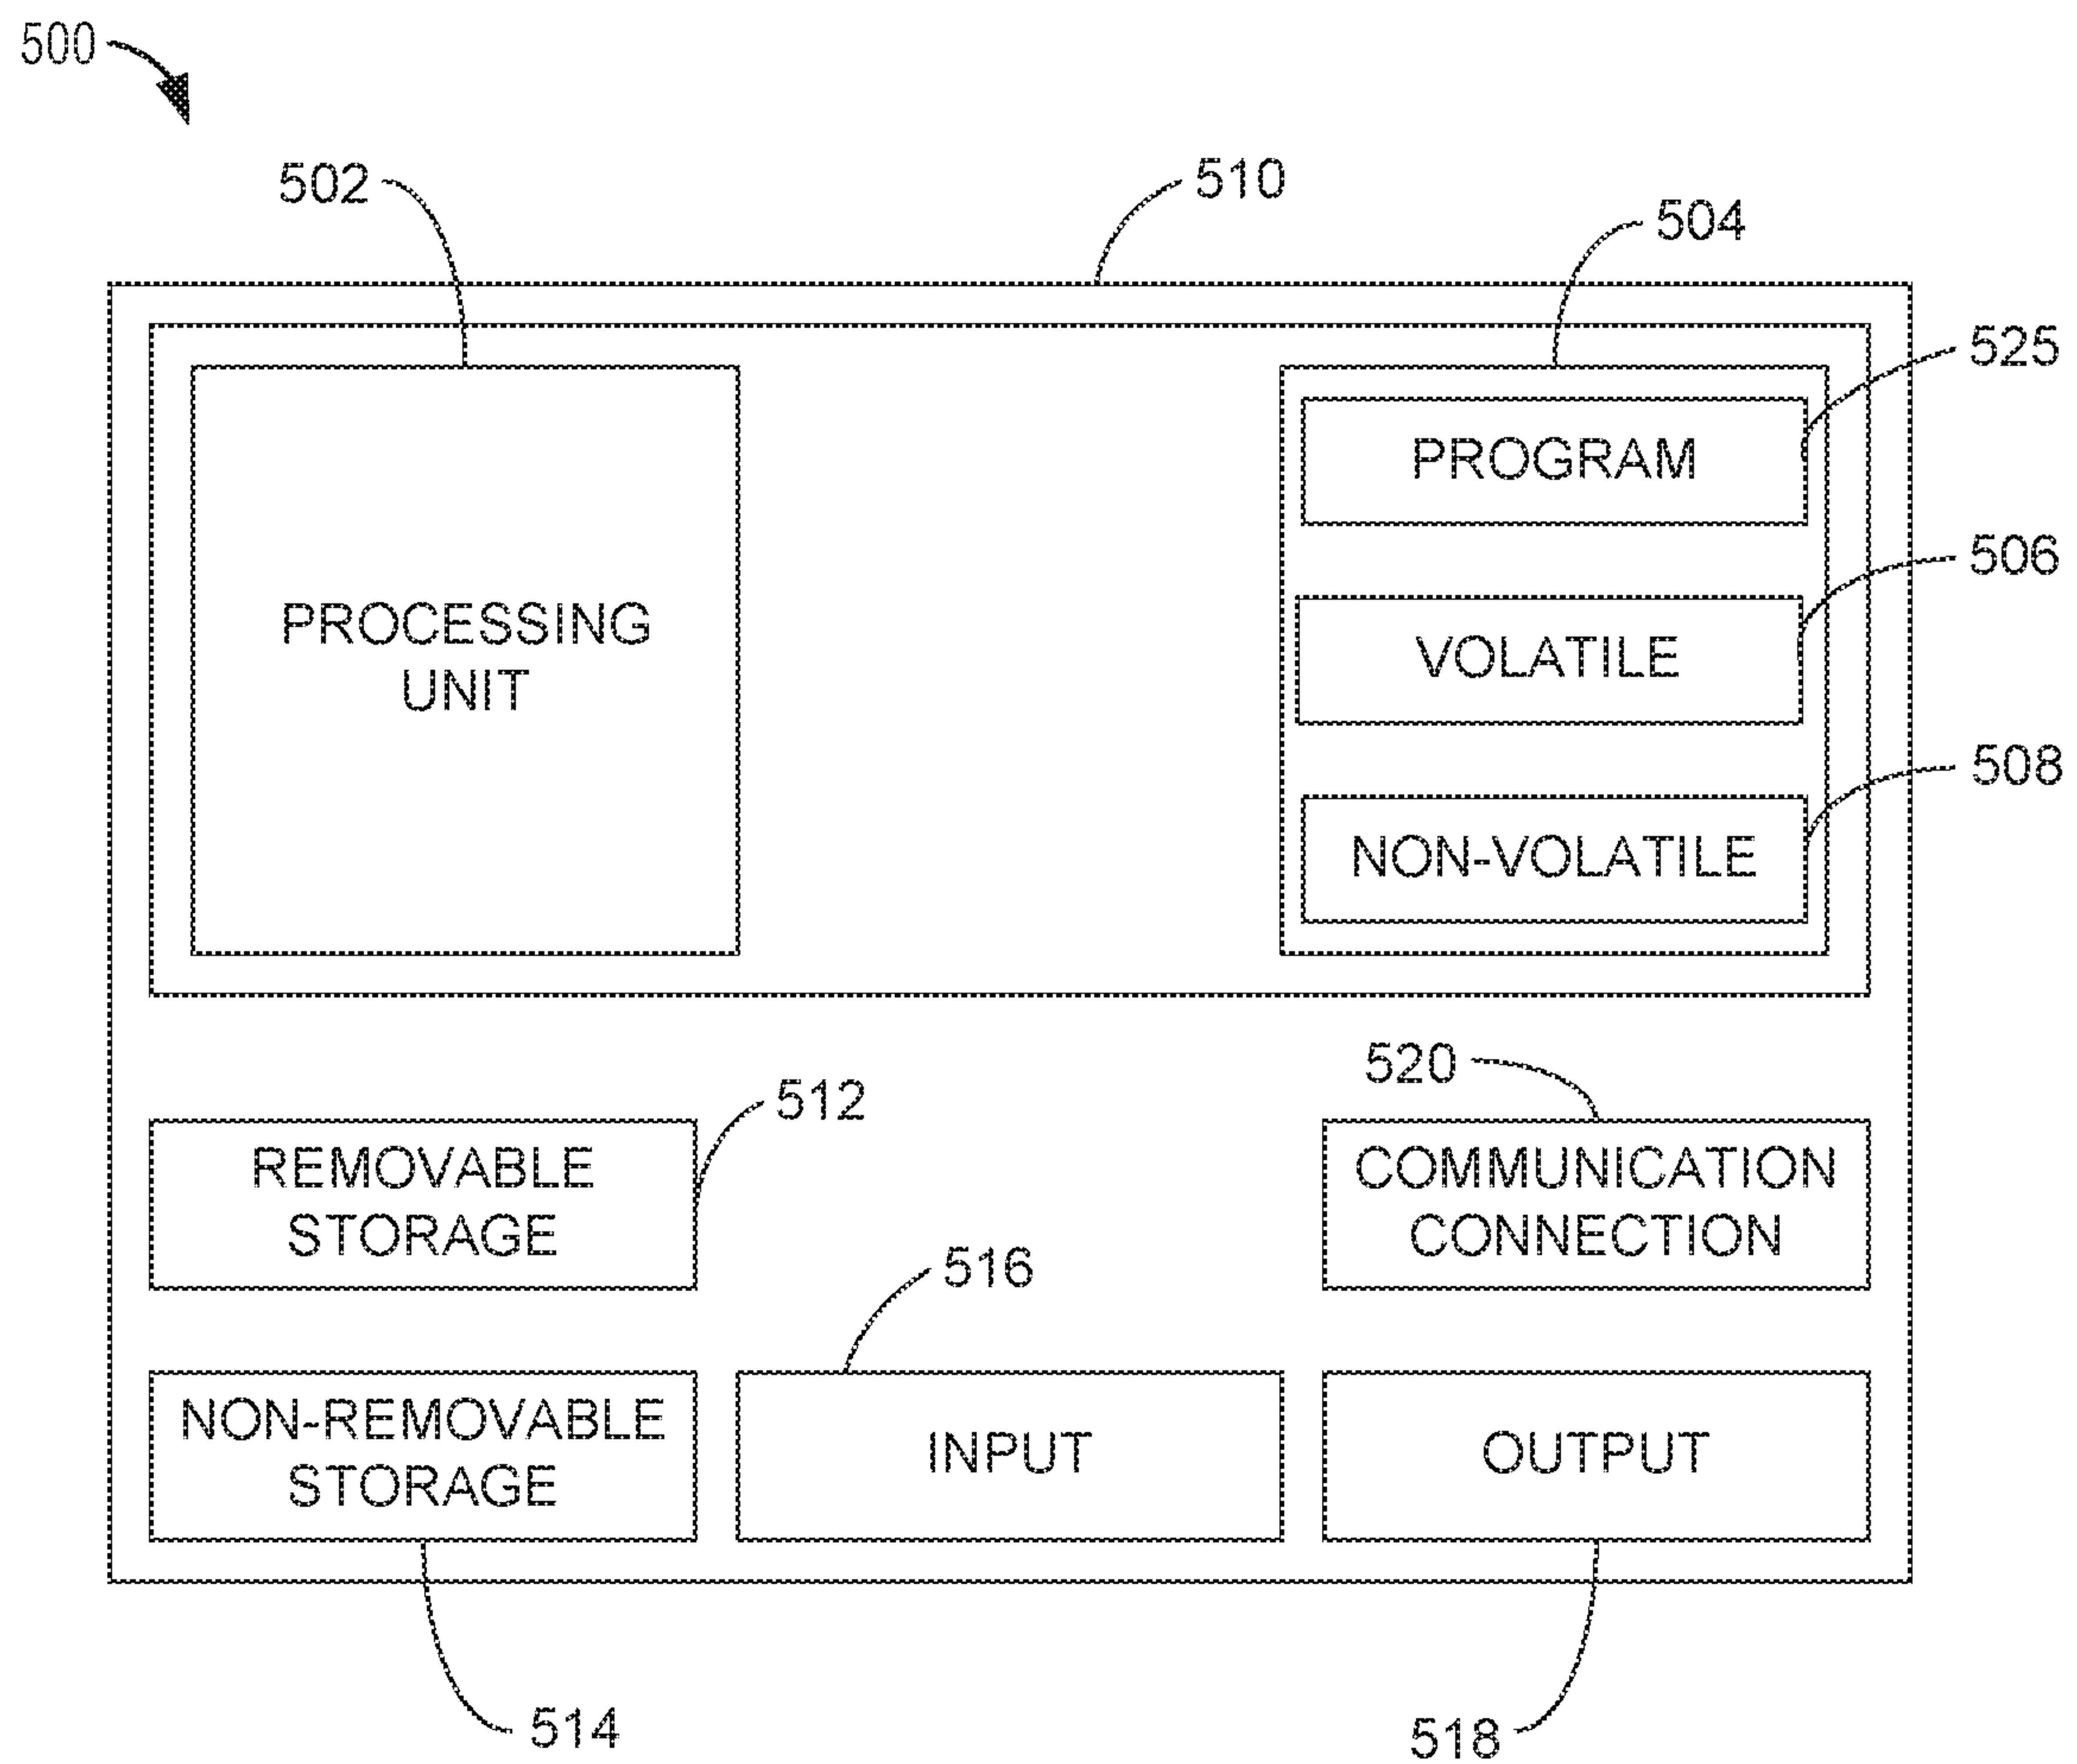 500
502
510
504
525
PROGRAM
506
PROCESSING
UNIT
VOLATILE
508
NON-VOLATILE
520
512
REMOVABLE
STORAGE
COMMUNICATION
CONNECTION
516
NON-REMOVABLE
STORAGE
INPUT
OUTPUT
514
518